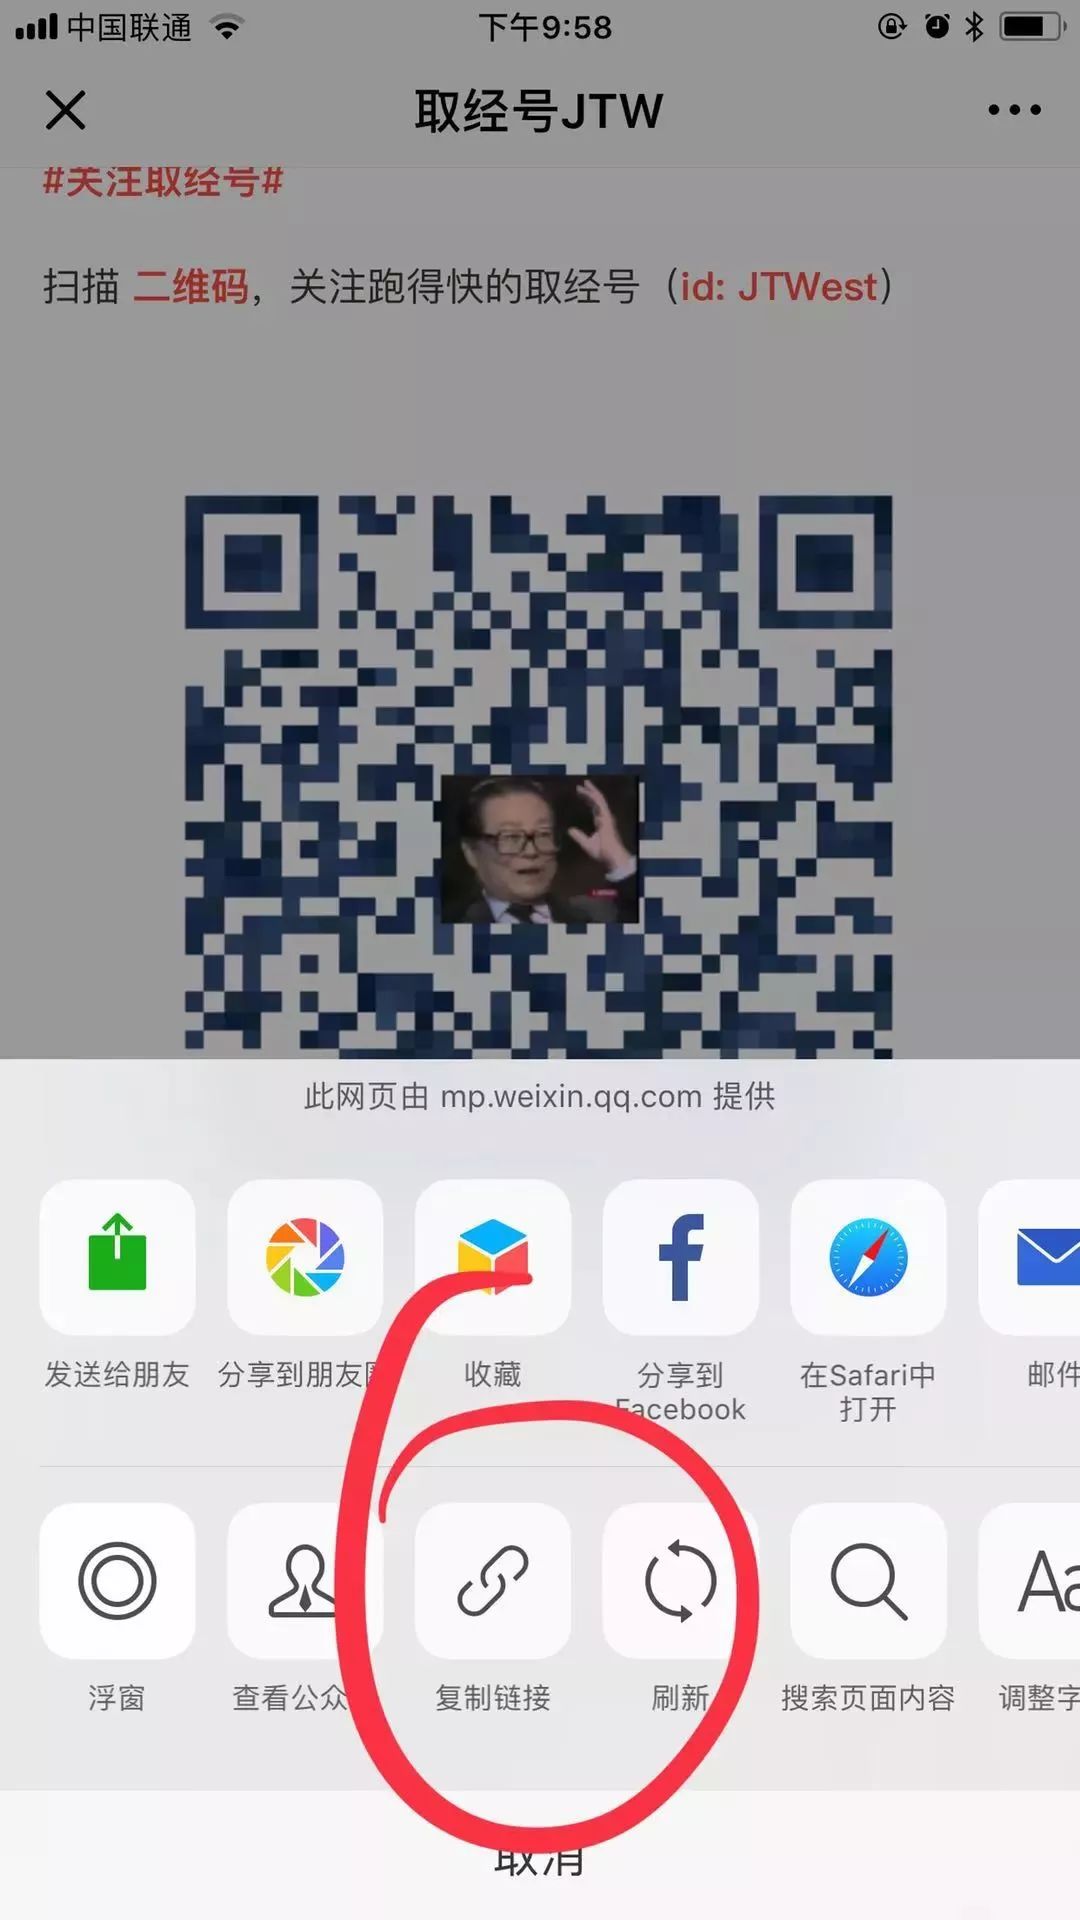 中国联通
下午9:58
取经号JTW
#关注取经号#
扫描 二维码，关注跑得快的取经号（id: JTWest）
此网页由 mp.weixin.qq.com 提供
发送给朋友
分享到朋友
收藏
分享到
Facebook
在Safari中
打开
邮件
浮窗
查看公众
复制链接
刷新
搜索页面内容
Aa
调整字
取消